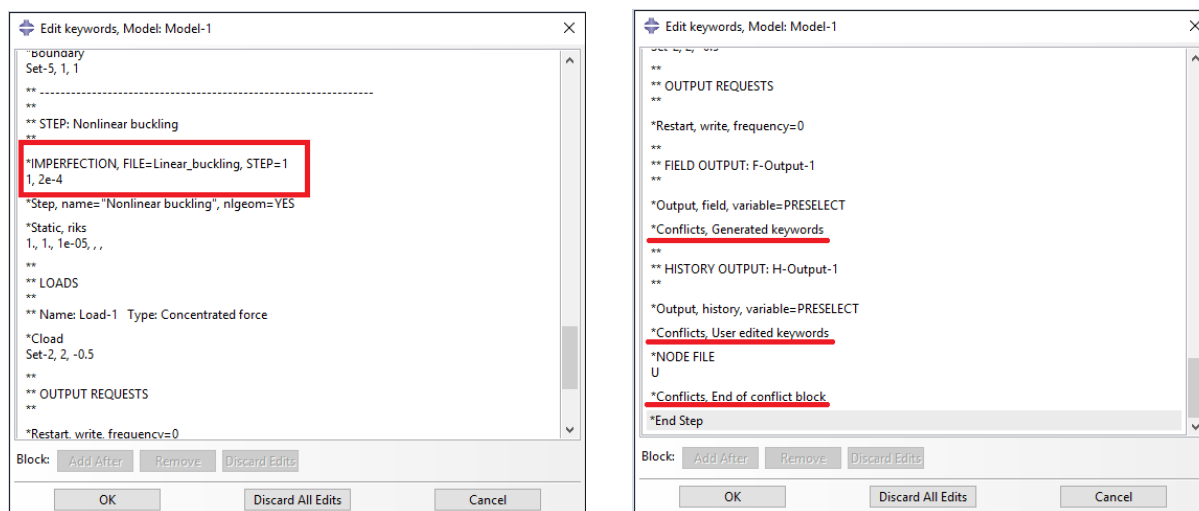 Edit keywords, Model: Model-1
*Boundary
Set-5, 1, 1
** ----------------------------------------------------------------
**
** STEP: Nonlinear buckling
**
*IMPERFECTION, FILE=Linear_buckling, STEP=1
1, 2e-4
*Step, name="Nonlinear buckling", nlgeom=YES
*Static, riks
1., 1., 1e-05, , ,
**
** LOADS
**
** Name: Load-1   Type: Concentrated force
*Cload
Set-2, 2, -0.5
**
** OUTPUT REQUESTS
**
*Restart, write, frequency=0
Block: Add After Remove Discard Edits
OK Discard All Edits Cancel
Edit keywords, Model: Model-1
Set-2, 2, -0.5
**
** OUTPUT REQUESTS
**
*Restart, write, frequency=0
**
** FIELD OUTPUT: F-Output-1
**
*Output, field, variable=PRESELECT
*Conflicts, Generated keywords
**
** HISTORY OUTPUT: H-Output-1
**
*Output, history, variable=PRESELECT
*Conflicts, User edited keywords
*NODE FILE
U
*Conflicts, End of conflict block
*End Step
Block: Add After Remove Discard Edits
OK Discard All Edits Cancel